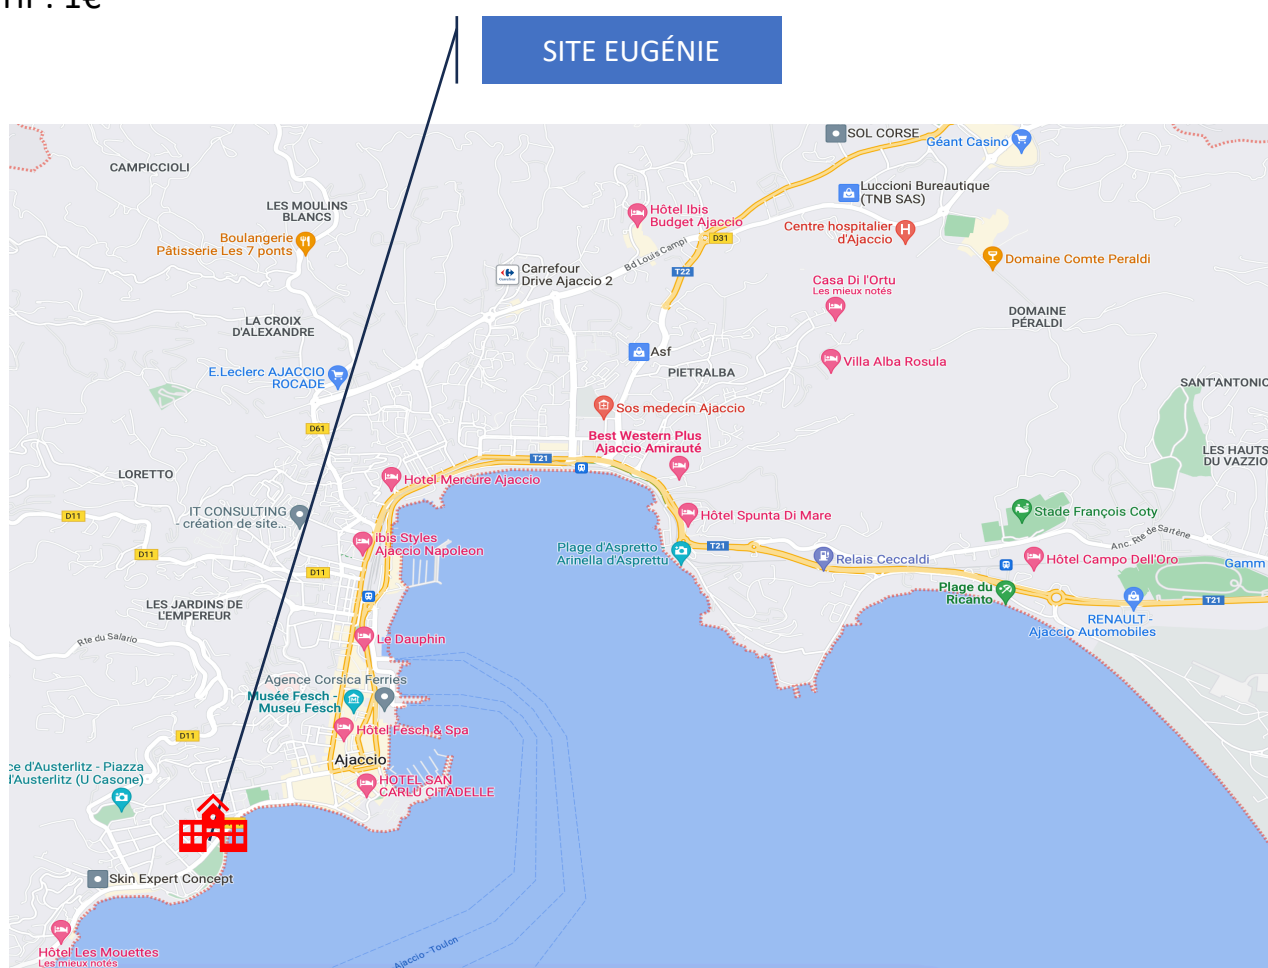 : 1€
SITE EUGÉNIE
SOL CORSE
Géant Casino
CAMPICCIOLI
Luccioni Bureautique
(TNB SAS)
LES MOULINS
BLANCS
Hôtel Ibis
Budget Ajaccio
Centre hospitalier
d'Ajaccio
H
Boulangerie
Pâtisserie Les 7 ponts
D31
Bd Louis Campi
Domaine Comte Peraldi
Carrefour
Drive Ajaccio 2
T22
Casa Di l'Ortu
Les mieux notés
LA CROIX
D'ALEXANDRE
DOMAINE
PÉRALDI
Asf
Villa Alba Rosula
E.Leclerc AJACCIO
ROCADE
PIETRALBA
SANT'ANTONIO
Sos medecin Ajaccio
D61
Best Western Plus
Ajaccio Amirauté
LES HAUTS
DU VAZZIO
T21
LORETTO
Hotel Mercure Ajaccio
IT CONSULTING
- création de site...
D11
Hôtel Spunta Di Mare
Stade François Coty
Anc. Rte de Sartène
ibis Styles
Ajaccio Napoleon
D11
Plage d'Aspretto -
Arinella d'Asprettu
T21
Relais Ceccaldi
Hôtel Campo Dell'Oro
Gamm
D11
Plage du
Ricanto
T21
LES JARDINS DE
L'EMPEREUR
RENAULT -
Ajaccio Automobiles
Rte du Salario
Le Dauphin
Agence Corsica Ferries
Musée Fesch -
Museu Fesch
Hôtel Fesch & Spa
D11
Ajaccio
ce d'Austerlitz - Piazza
d'Austerlitz (U Casone)
HOTEL SAN
CARLU CITADELLE
Skin Expert Concept
Hôtel Les Mouettes
Les mieux notés
Ajaccio - Toulon